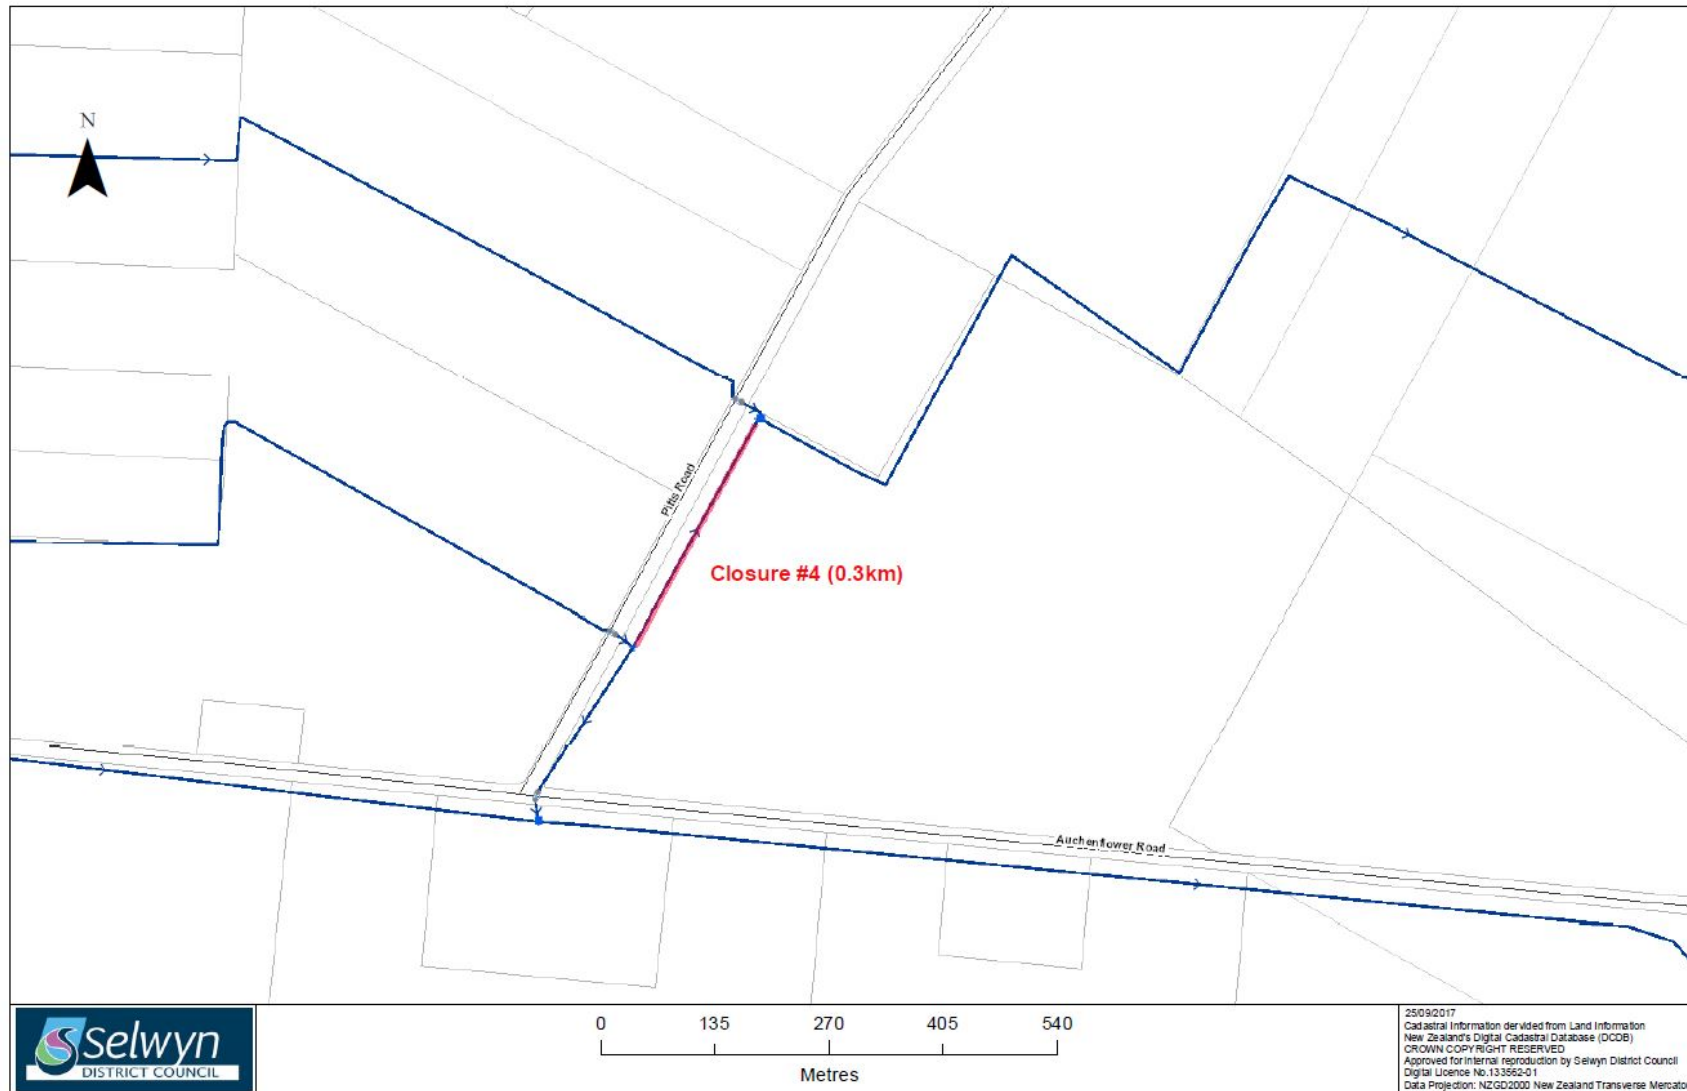 N
Pitts Road
Closure #4 (0.3km)
Auchenflower Road
Selwyn
DISTRICT COUNCIL
0 135 270 405 540
Metres
25/09/2017
Cadastral Information derived from Land Information
New Zealand's Digital Cadastral Database (DCDB)
CROWN COPYRIGHT RESERVED
Approved for internal reproduction by Selwyn District Council
Digital Licence No.133562-01
Data Projection: NZGD2000 New Zealand Transverse Mercato